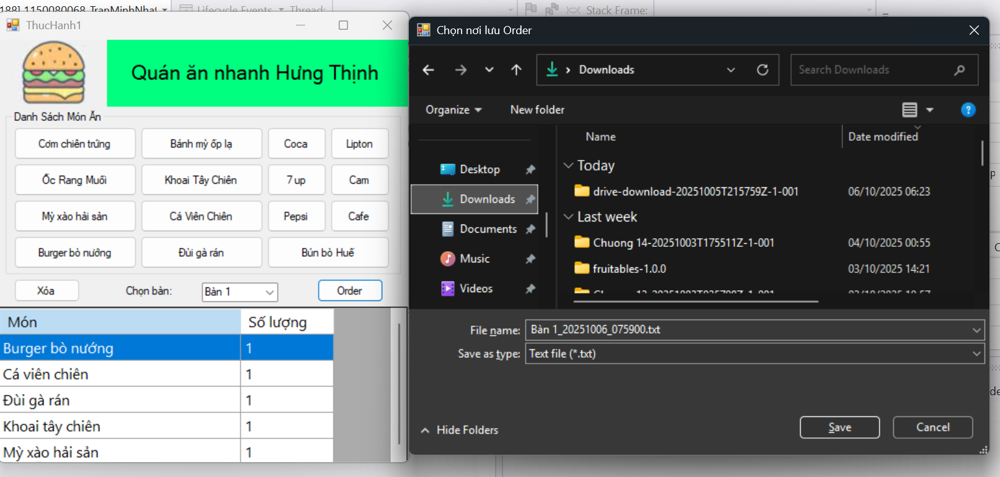 188] 1150080068_TranMinhNhat
Lifecycle Events
Thread:
Stack Frame:
ThucHanh1
Quán ăn nhanh Hưng Thịnh
Danh Sách Món Ăn
Cơm chiên trứng
Bánh mỳ ốp lạ
Coca
Lipton
Ốc Rang Muối
Khoai Tây Chiên
7 up
Cam
Mỳ xào hải sản
Cá Viên Chiên
Pepsi
Cafe
Burger bò nướng
Đùi gà rán
Bún bò Huế
Xóa
Chọn bàn:
Bàn 1
Order
Món
Số lượng
Burger bò nướng
1
Cá viên chiên
1
Đùi gà rán
1
Khoai tây chiên
1
Mỳ xào hải sản
1
Chọn nơi lưu Order
Downloads
Search Downloads
Organize
New folder
?
Name
Date modified
Desktop
Downloads
Documents
Music
Videos
Today
drive-download-20251005T215759Z-1-001
06/10/2025 06:23
Last week
Chuong 14-20251003T175511Z-1-001
04/10/2025 00:55
fruitables-1.0.0
03/10/2025 14:21
File name:
Bàn 1_20251006_075900.txt
Save as type:
Text file (*.txt)
Hide Folders
Save
Cancel